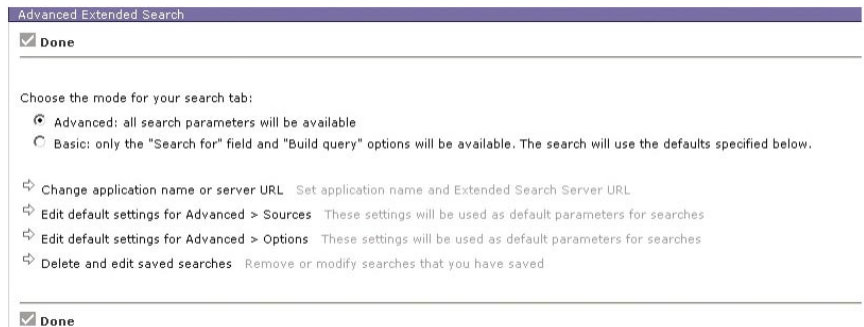 Advanced Extended Search
Done
Choose the mode for your search tab:
Advanced: all search parameters will be available
Basic: only the "Search for" field and "Build query" options will be available. The search will use the defaults specified below.
Change application name or server URL Set application name and Extended Search Server URL
Edit default settings for Advanced > Sources These settings will be used as default parameters for searches
Edit default settings for Advanced > Options These settings will be used as default parameters for searches
Delete and edit saved searches Remove or modify searches that you have saved
Done